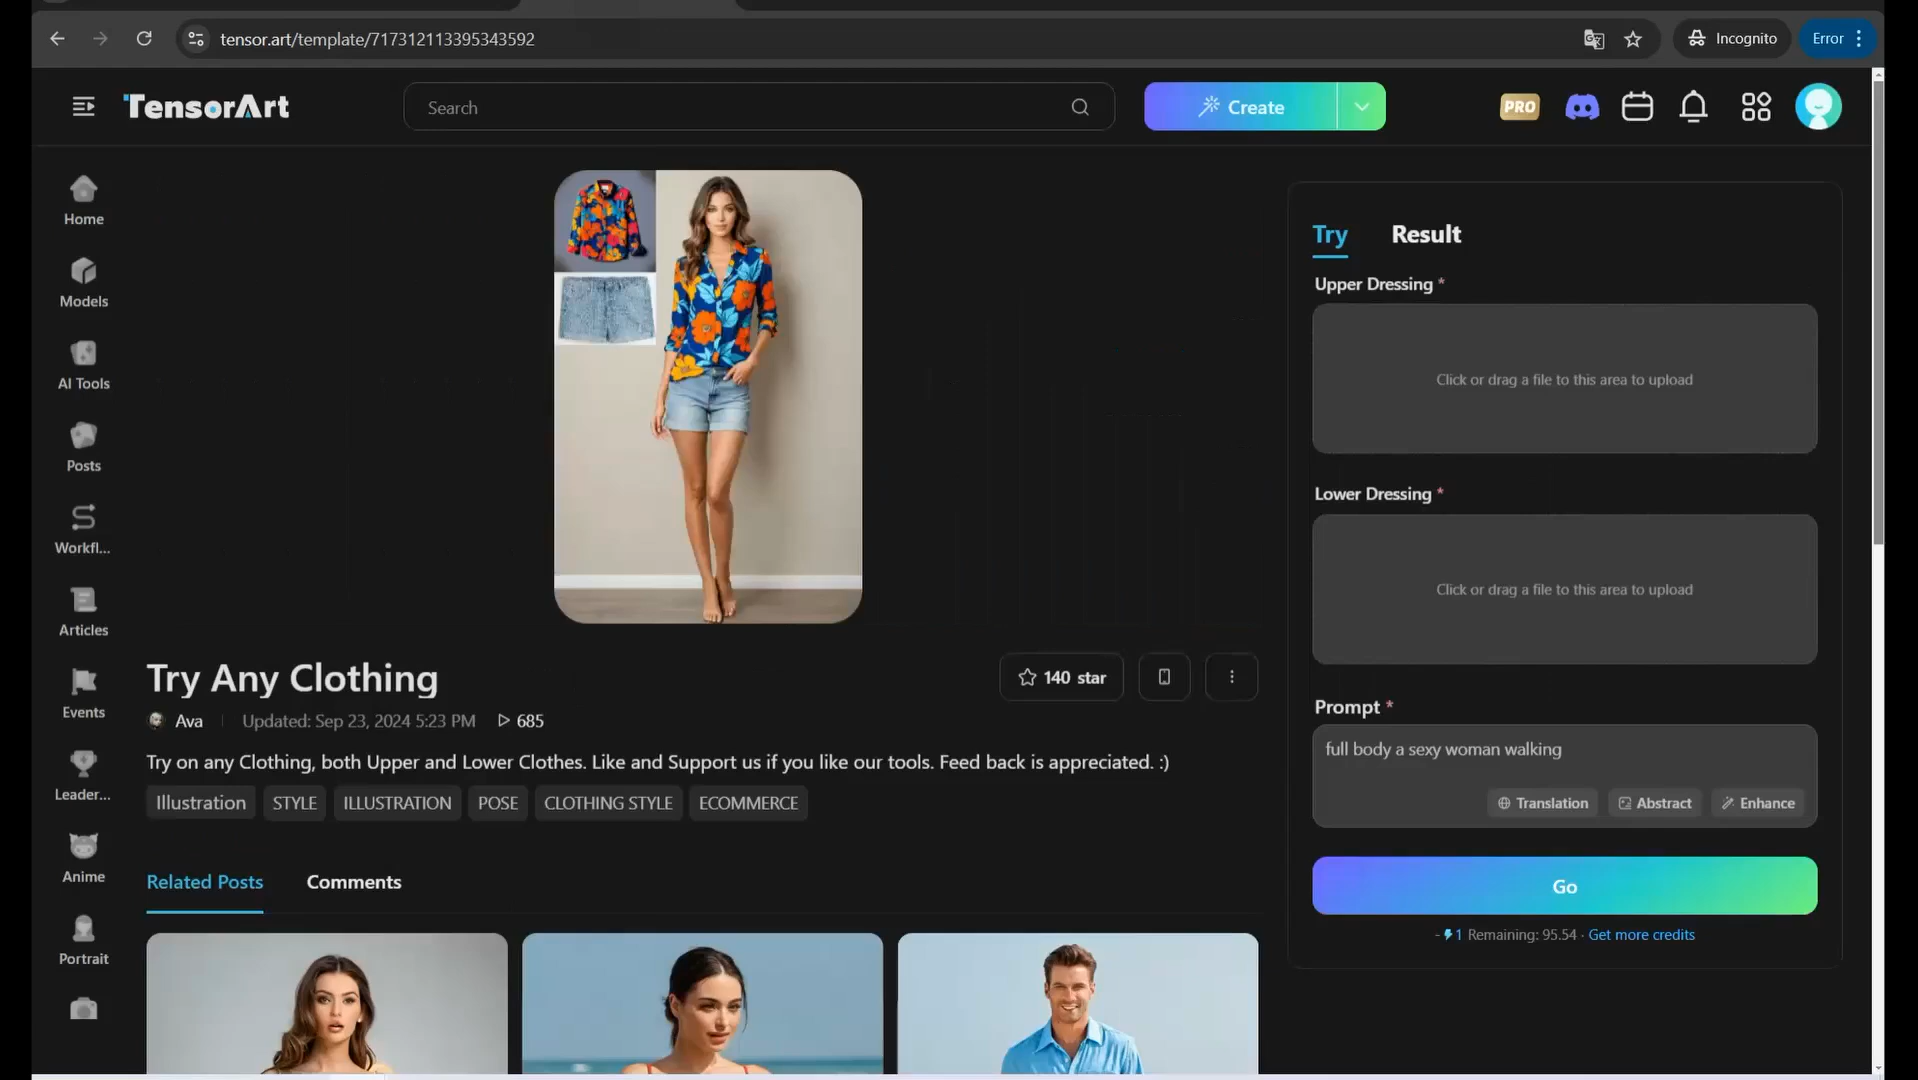 tensor.art/template/717312113395343592
Incognito
Error
TensorArt
Search
Create
PRO
Home
Models
AI Tools
Posts
Workfl...
Articles
Events
Leader...
Anime
Portrait
Try Any Clothing
140 star
Ava
Updated: Sep 23, 2024 5:23 PM
685
Try on any Clothing, both Upper and Lower Clothes. Like and Support us if you like our tools. Feed back is appreciated. :)
Illustration STYLE ILLUSTRATION POSE CLOTHING STYLE ECOMMERCE
Related Posts Comments
Try Result
Upper Dressing *
Click or drag a file to this area to upload
Lower Dressing *
Click or drag a file to this area to upload
Prompt *
full body a sexy woman walking
Translation Abstract Enhance
Go
- 1 Remaining: 95.54 · Get more credits